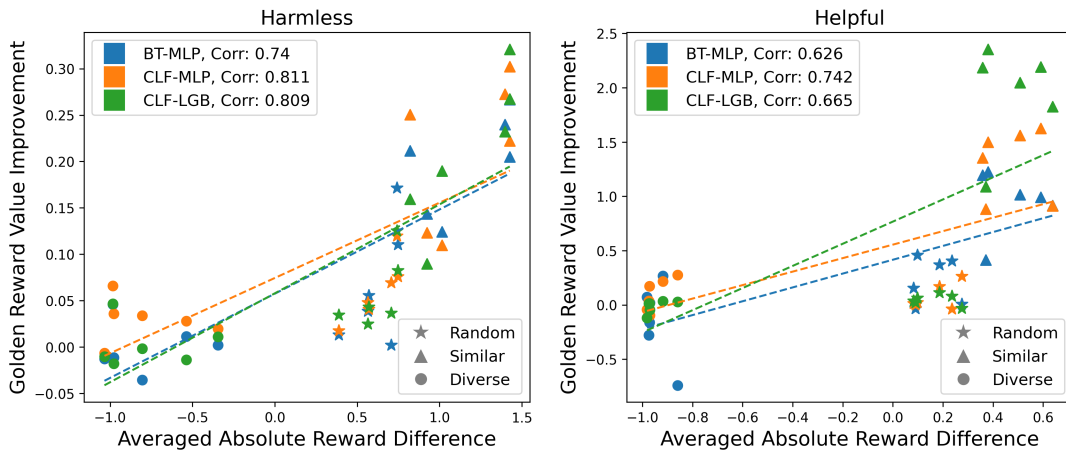 Harmless
Golden Reward Value Improvement
0.30
0.25
0.20
0.15
0.10
0.05
0.00
−0.05
BT-MLP, Corr: 0.74
CLF-MLP, Corr: 0.811
CLF-LGB, Corr: 0.809
Random
Similar
Diverse
−1.0
−0.5
0.0
0.5
1.0
1.5
Averaged Absolute Reward Difference
Helpful
Golden Reward Value Improvement
2.5
2.0
1.5
1.0
0.5
0.0
−0.5
BT-MLP, Corr: 0.626
CLF-MLP, Corr: 0.742
CLF-LGB, Corr: 0.665
Random
Similar
Diverse
−1.0
−0.8
−0.6
−0.4
−0.2
0.0
0.2
0.4
0.6
Averaged Absolute Reward Difference